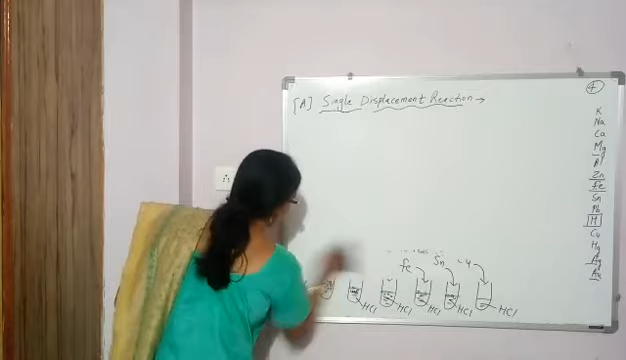 [A] Single Displacement Reaction →
4
K
Na
Ca
Mg
Al
Zn
Fe
Sn
Pb
H
Cu
Hg
Ag
Au
Fe Sn
HCl HCl HCl HCl HCl